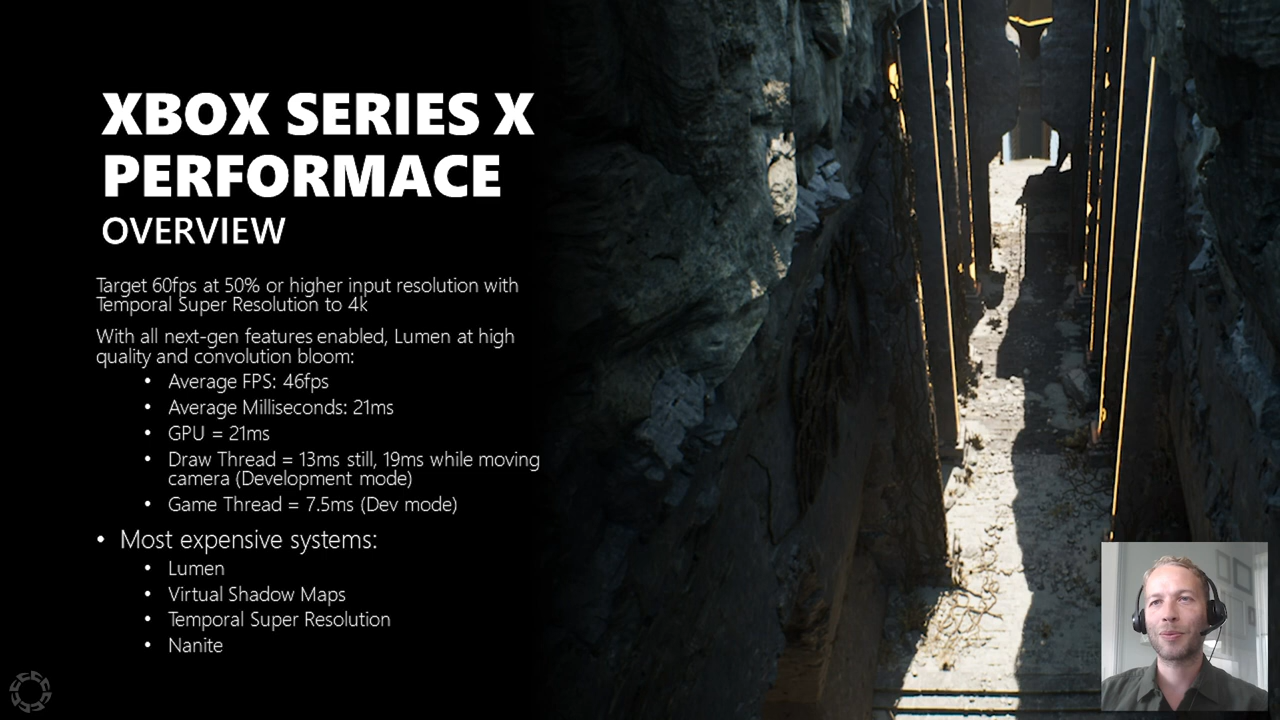 XBOX SERIES X
PERFORMACE
OVERVIEW
Target 60fps at 50% or higher input resolution with
Temporal Super Resolution to 4k
With all next-gen features enabled, Lumen at high
quality and convolution bloom:
• Average FPS: 46fps
• Average Milliseconds: 21ms
• GPU = 21ms
• Draw Thread = 13ms still, 19ms while moving
camera (Development mode)
• Game Thread = 7.5ms (Dev mode)
• Most expensive systems:
• Lumen
• Virtual Shadow Maps
• Temporal Super Resolution
• Nanite